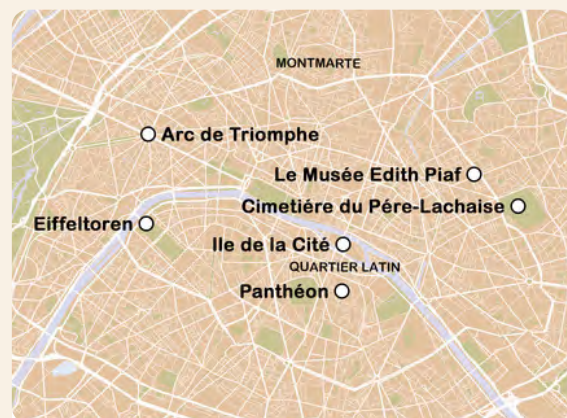 MONTMARTE
Arc de Triomphe
Le Musée Edith Piaf
Cimetiére du Pére-Lachaise
Eiffeltoren
Ile de la Cité
QUARTIER LATIN
Panthéon